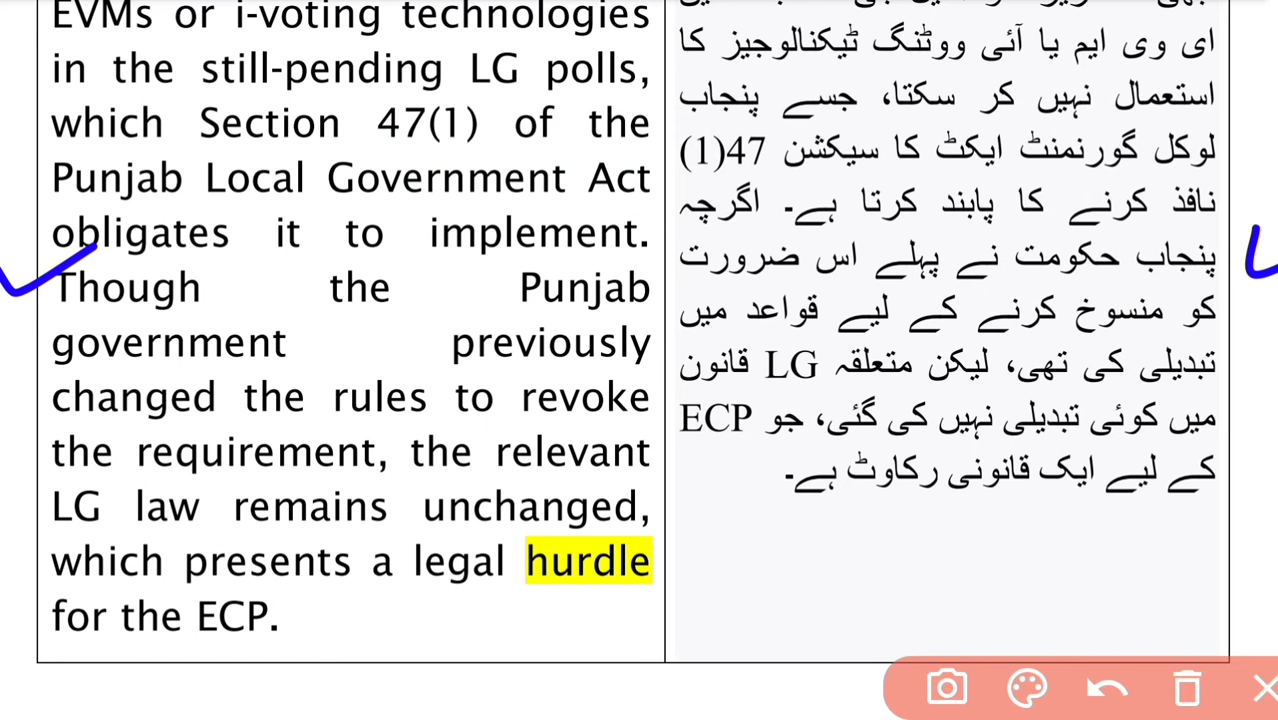 EVMs or i-voting technologies
in the still-pending LG polls,
which Section 47(1) of the
Punjab Local Government Act
obligates it to implement.
Though the Punjab
government previously
changed the rules to revoke
the requirement, the relevant
LG law remains unchanged,
which presents a legal hurdle
for the ECP.
ای وی ایم یا آئی ووٹنگ ٹیکنالوجیز کا
استعمال نہیں کر سکتا، جسے پنجاب
لوکل گورنمنٹ ایکٹ کا سیکشن 47(1)
نافذ کرنے کا پابند کرتا ہے۔ اگرچہ
پنجاب حکومت نے پہلے اس ضرورت
کو منسوخ کرنے کے لیے قواعد میں
تبدیلی کی تھی، لیکن متعلقہ LG قانون
میں کوئی تبدیلی نہیں کی گئی، جو ECP
کے لیے ایک قانونی رکاوٹ ہے۔